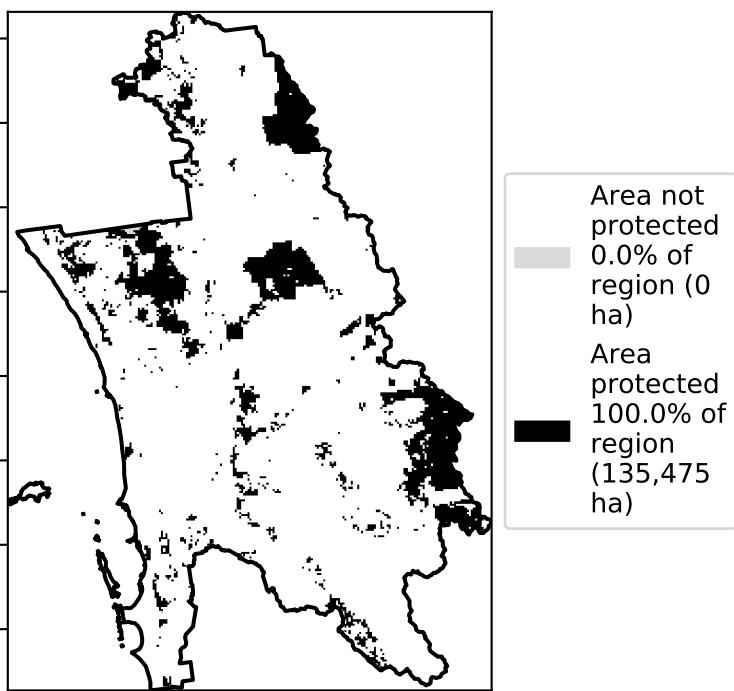 Area not
protected
0.0% of
region (0
ha)
Area
protected
100.0% of
region
(135,475
ha)